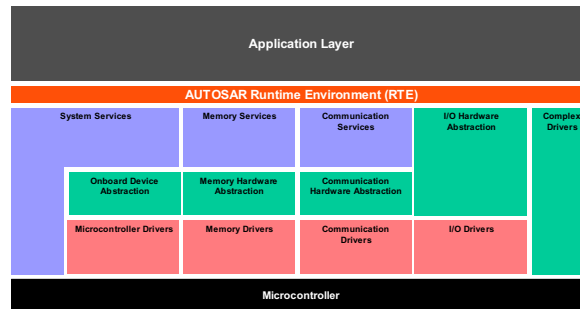 Application Layer
AUTOSAR Runtime Environment (RTE)
System Services
Memory Services
Communication
Services
I/O Hardware
Abstraction
Complex
Drivers
Onboard Device
Abstraction
Memory Hardware
Abstraction
Communication
Hardware Abstraction
Microcontroller Drivers
Memory Drivers
Communication
Drivers
I/O Drivers
Microcontroller